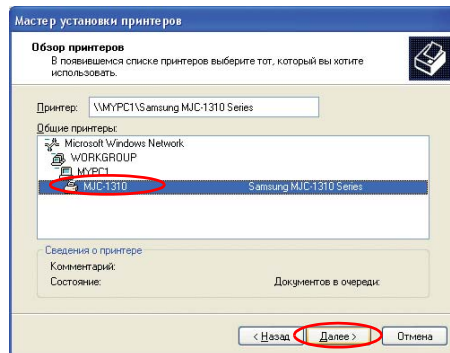 Мастер установки принтеров
Обзор принтеров
В появившемся списке принтеров выберите тот, который вы хотите
использовать.
Принтер: \\MYPC1\Samsung MJC-1310 Series
Общие принтеры:
Microsoft Windows Network
WORKGROUP
MYPC1
MJC-1310 Samsung MJC-1310 Series
Сведения о принтере
Комментарий:
Состояние: Документов в очереди:
< Назад Далее > Отмена